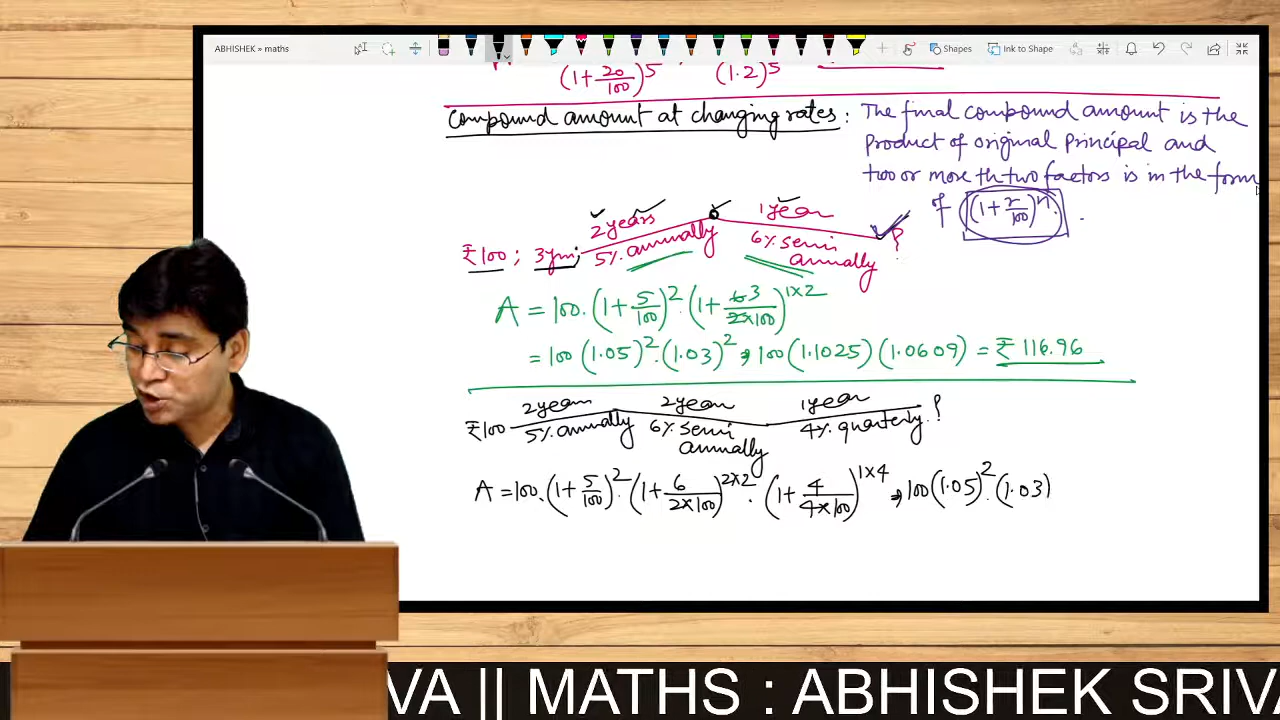 ABHISHEK » maths
Shapes
Ink to Shape
(1+20/100)^5
(1.2)^5
Compound amount at changing rates :
The final compound amount is the
product of original principal and
two or more th two factors is in the form
of (1+r/100)^n.
2 years
1 year
₹100 ; 3 yrs;
5% annually
6% semi
annually
?
A = 100.(1+5/100)^2.(1+63/2×100)^1×2
= 100(1.05)^2.(1.03)^2 → 100(1.1025)(1.0609) = ₹116.96
2 year
2 year
1 year
₹100
5% annually
6% semi
annually
4% quarterly
?
A = 100.(1+5/100)^2.(1+6/2×100)^2×2.(1+4/4×100)^1×4 → 100(1.05)^2.(1.03)
VA || MATHS : ABHISHEK SRIVA